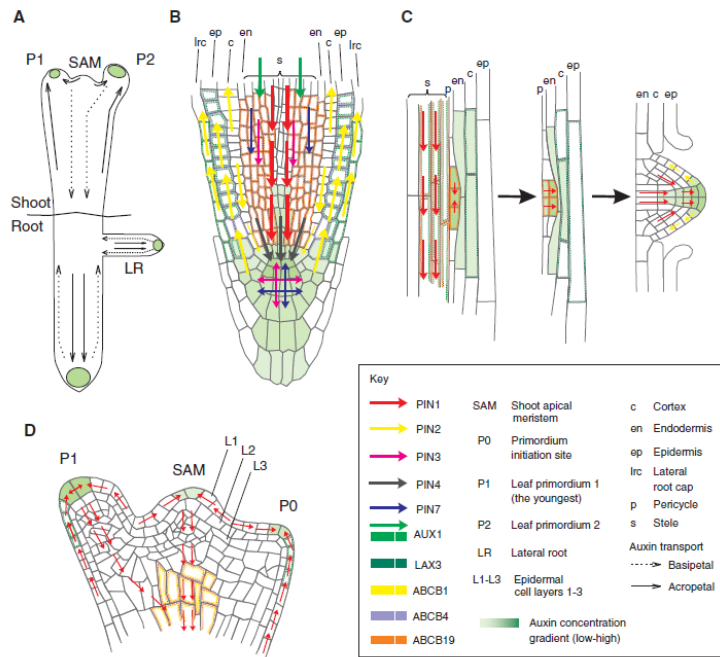 A
P1 SAM P2
Shoot
Root
LR
B
lrc ep c en s en c ep lrc
C
s p en c ep
p en c ep
en c ep
D
P1
SAM
L1
L2
L3
P0
Key
PIN1
PIN2
PIN3
PIN4
PIN7
AUX1
LAX3
ABCB1
ABCB4
ABCB19
SAM Shoot apical
meristem
P0 Primordium
initiation site
P1 Leaf primordium 1
(the youngest)
P2 Leaf primordium 2
LR Lateral root
L1-L3 Epidermal
cell layers 1-3
Auxin concentration
gradient (low-high)
c Cortex
en Endodermis
ep Epidermis
lrc Lateral
root cap
p Pericycle
s Stele
Auxin transport
Basipetal
Acropetal